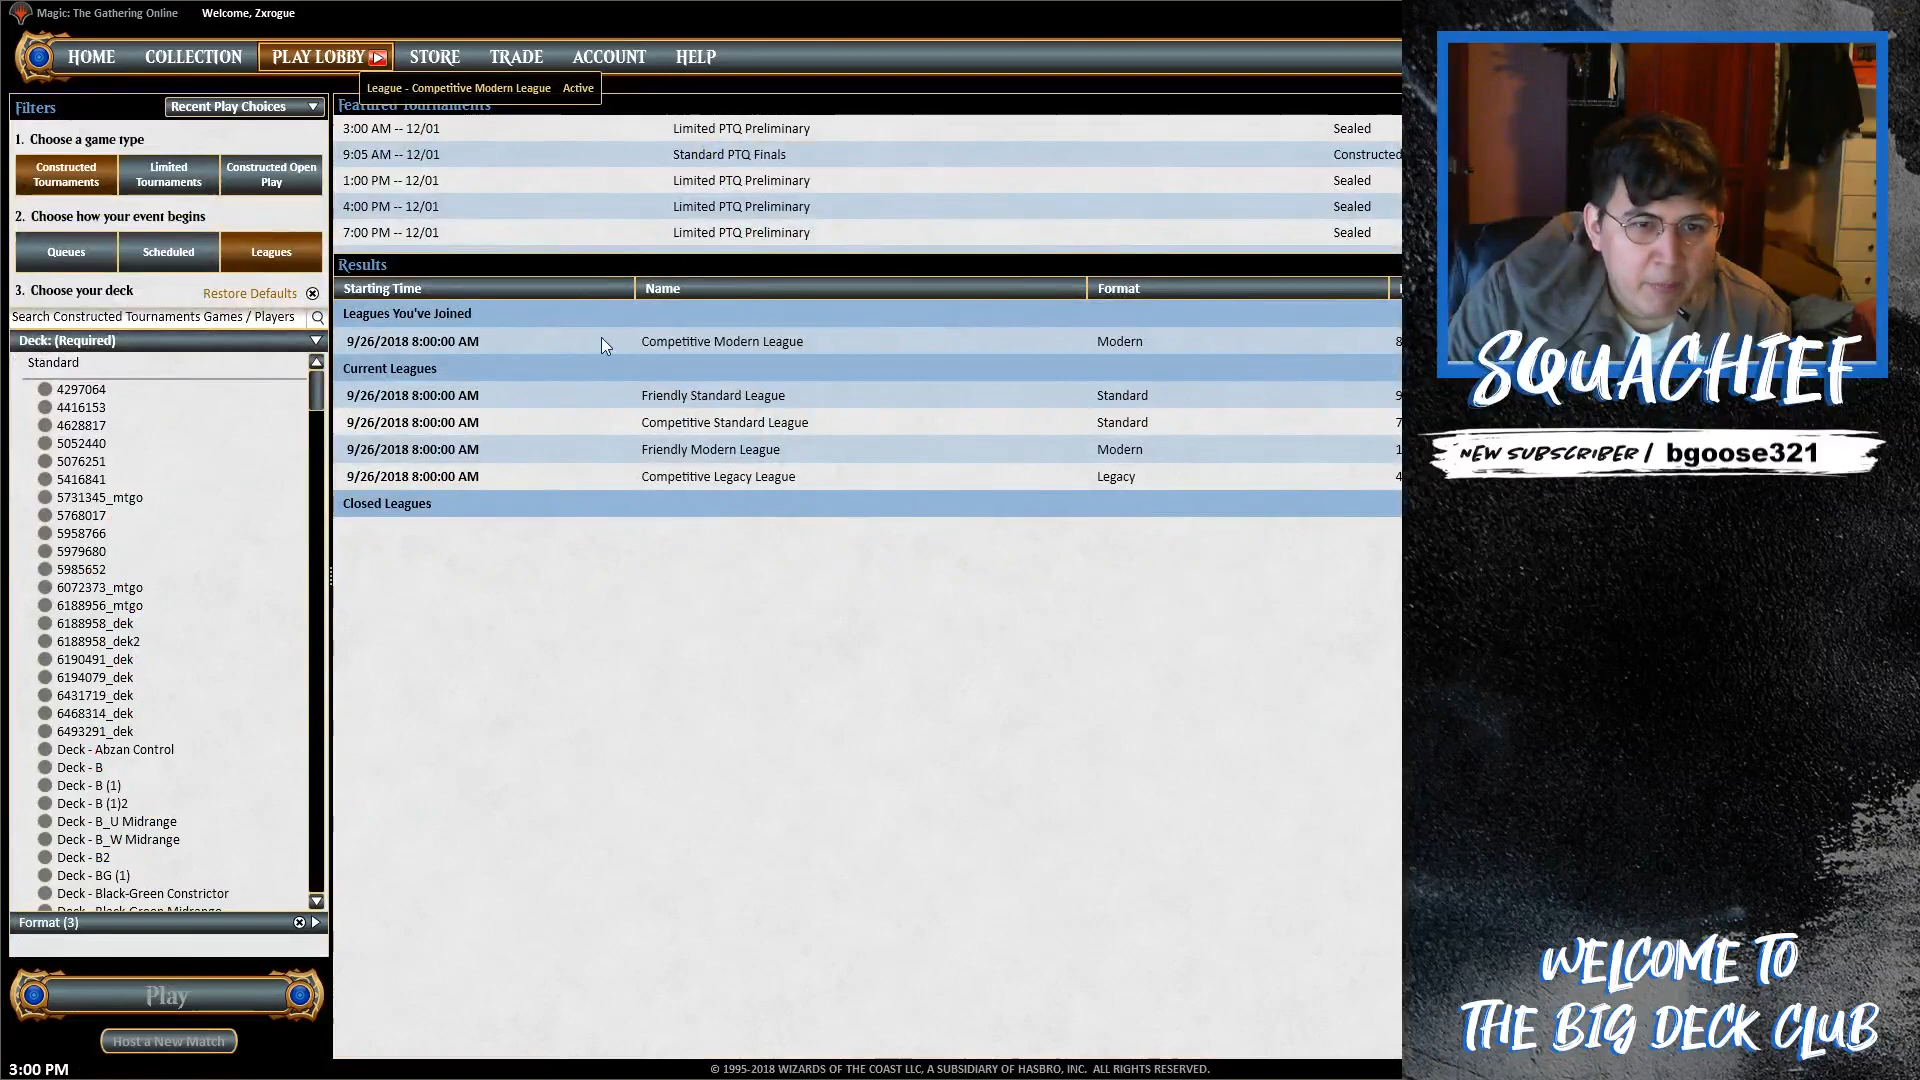 Magic: The Gathering Online Welcome, Zxrogue
HOME COLLECTION PLAY LOBBY STORE TRADE ACCOUNT HELP
League - Competitive Modern League Active
Filters Recent Play Choices
1. Choose a game type
Constructed Tournaments
Limited Tournaments
Constructed Open Play
2. Choose how your event begins
Queues Scheduled Leagues
3. Choose your deck Restore Defaults
Search Constructed Tournaments Games / Players
Deck: (Required)
Standard
4297064
4416153
4628817
5052440
5076251
5416841
5731345_mtgo
5768017
5958766
5979680
5985652
6072373_mtgo
6188956_mtgo
6188958_dek
6188958_dek2
6190491_dek
6194079_dek
6431719_dek
6468314_dek
6493291_dek
Deck - Abzan Control
Deck - B
Deck - B (1)
Deck - B (1)2
Deck - B_U Midrange
Deck - B_W Midrange
Deck - B2
Deck - BG (1)
Deck - Black-Green Constrictor
Deck - Black-Green Midrange
Format (3)
Play
Host a New Match
3:00 PM
Featured Tournaments
3:00 AM -- 12/01 Limited PTQ Preliminary Sealed
9:05 AM -- 12/01 Standard PTQ Finals Constructed
1:00 PM -- 12/01 Limited PTQ Preliminary Sealed
4:00 PM -- 12/01 Limited PTQ Preliminary Sealed
7:00 PM -- 12/01 Limited PTQ Preliminary Sealed
Results
Starting Time Name Format
Leagues You've Joined
9/26/2018 8:00:00 AM Competitive Modern League Modern 8
Current Leagues
9/26/2018 8:00:00 AM Friendly Standard League Standard 9
9/26/2018 8:00:00 AM Competitive Standard League Standard 7
9/26/2018 8:00:00 AM Friendly Modern League Modern 1
9/26/2018 8:00:00 AM Competitive Legacy League Legacy 4
Closed Leagues
© 1995-2018 WIZARDS OF THE COAST LLC, A SUBSIDIARY OF HASBRO, INC. ALL RIGHTS RESERVED.
SQUACHIEF
NEW SUBSCRIBER / bgoose321
WELCOME TO
THE BIG DECK CLUB